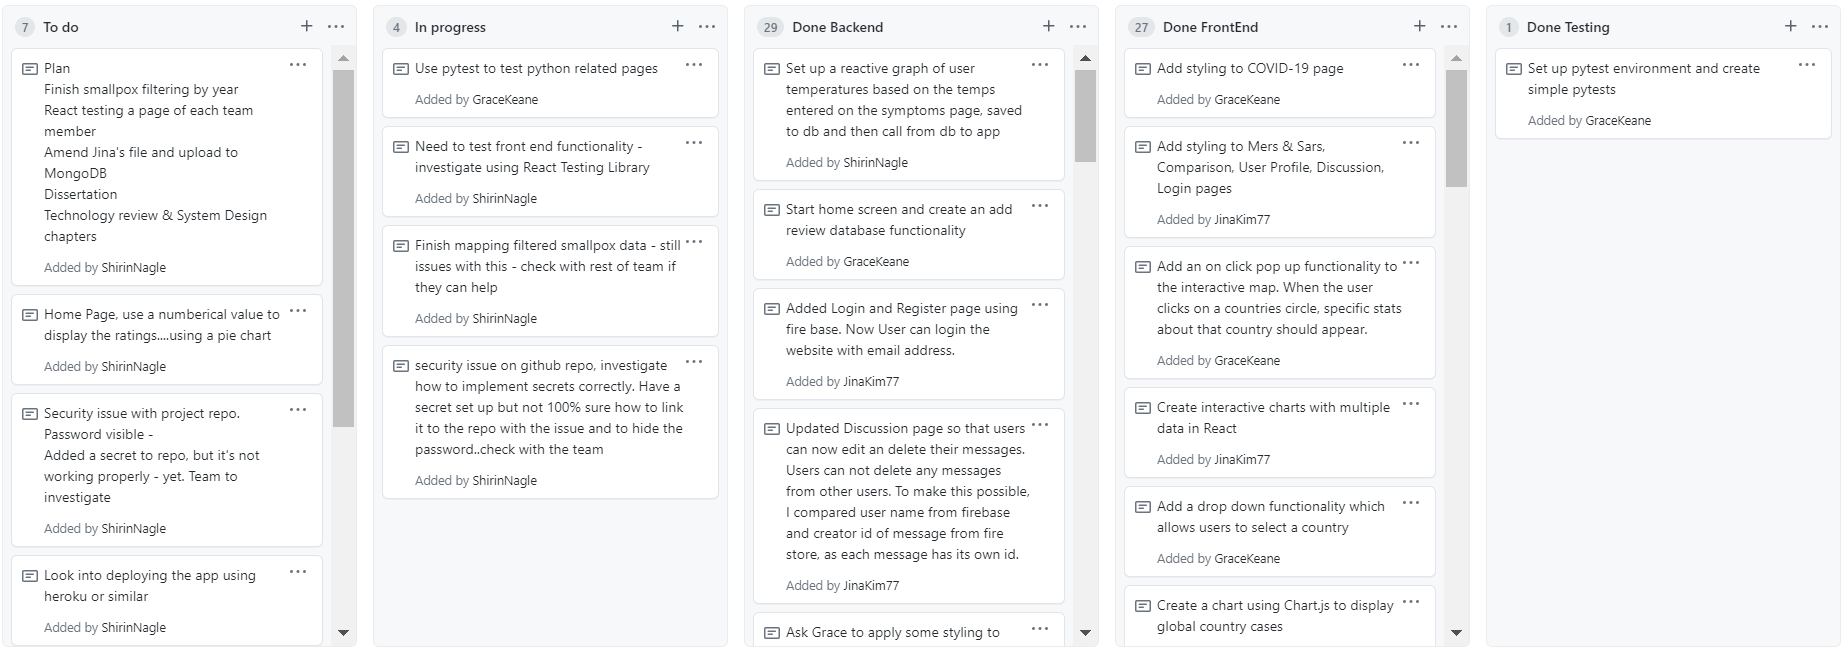 7 To do
Plan
Finish smallpox filtering by year
React testing a page of each team
member
Amend Jina's file and upload to
MongoDB
Dissertation
Technology review & System Design
chapters
Added by ShirinNagle
Home Page, use a numberical value to
display the ratings....using a pie chart
Added by ShirinNagle
Security issue with project repo.
Password visible -
Added a secret to repo, but it's not
working properly - yet. Team to
investigate
Added by ShirinNagle
Look into deploying the app using
heroku or similar
Added by ShirinNagle
4 In progress
Use pytest to test python related pages
Added by GraceKeane
Need to test front end functionality -
investigate using React Testing Library
Added by ShirinNagle
Finish mapping filtered smallpox data - still
issues with this - check with rest of team if
they can help
Added by ShirinNagle
security issue on github repo, investigate
how to implement secrets correctly. Have a
secret set up but not 100% sure how to link
it to the repo with the issue and to hide the
password..check with the team
Added by ShirinNagle
29 Done Backend
Set up a reactive graph of user
temperatures based on the temps
entered on the symptoms page, saved
to db and then call from db to app
Added by ShirinNagle
Start home screen and create an add
review database functionality
Added by GraceKeane
Added Login and Register page using
fire base. Now User can login the
website with email address.
Added by JinaKim77
Updated Discussion page so that users
can now edit an delete their messages.
Users can not delete any messages
from other users. To make this possible,
I compared user name from firebase
and creator id of message from fire
store, as each message has its own id.
Added by JinaKim77
Ask Grace to apply some styling to
27 Done FrontEnd
Add styling to COVID-19 page
Added by GraceKeane
Add styling to Mers & Sars,
Comparison, User Profile, Discussion,
Login pages
Added by JinaKim77
Add an on click pop up functionality to
the interactive map. When the user
clicks on a countries circle, specific stats
about that country should appear.
Added by GraceKeane
Create interactive charts with multiple
data in React
Added by JinaKim77
Add a drop down functionality which
allows users to select a country
Added by GraceKeane
Create a chart using Chart.js to display
global country cases
1 Done Testing
Set up pytest environment and create
simple pytests
Added by GraceKeane